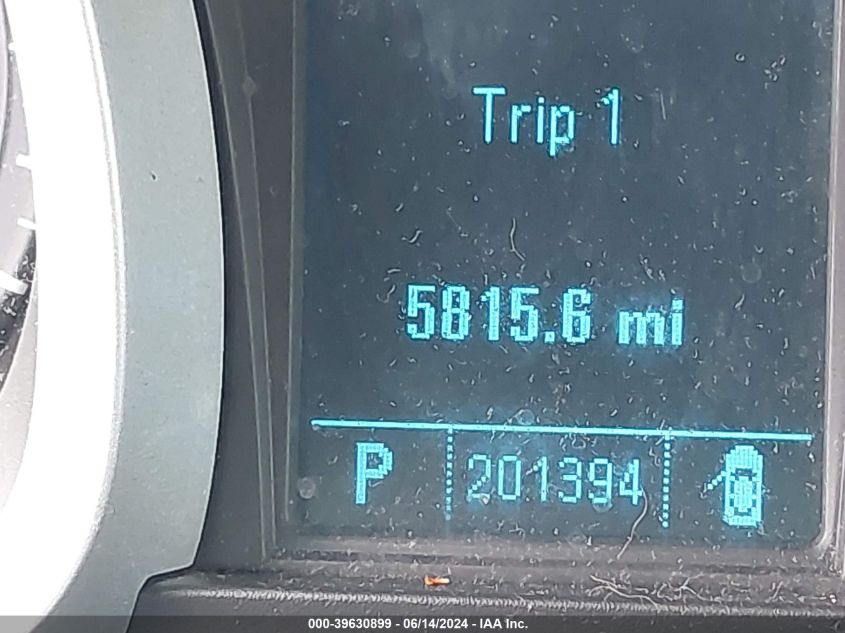 Trip 1
5815.6 mi
P 201394
000-39630899 - 06/14/2024 - IAA Inc.